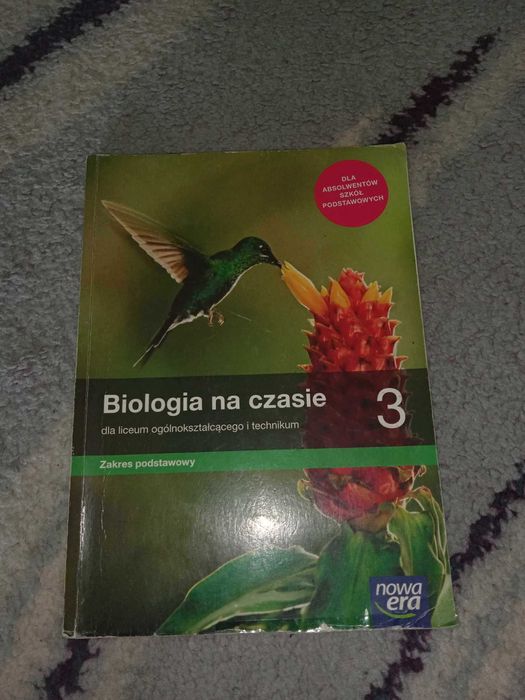 DLA
ABSOLWENTÓW
SZKÓŁ
PODSTAWOWYCH
Biologia na czasie 3
dla liceum ogólnokształcącego i technikum
Zakres podstawowy
nowa
era